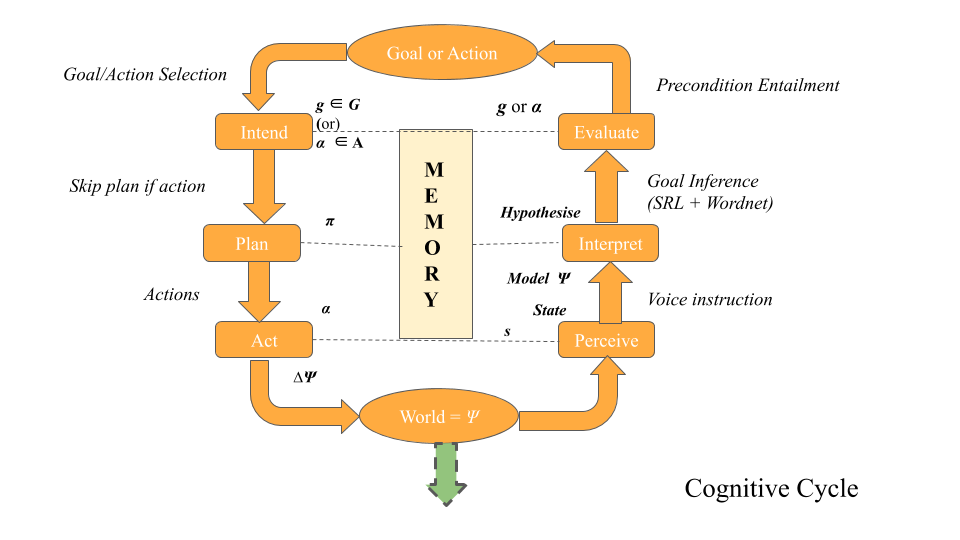 Goal or Action
Goal/Action Selection
Precondition Entailment
g ∈ G
(or)
α ∈ A
g or α
Intend
Evaluate
MEMORY
Skip plan if action
Goal Inference
(SRL + Wordnet)
π
Hypothesise
Plan
Interpret
Model Ψ
Actions
Voice instruction
α
State
s
Act
Perceive
ΔΨ
World = Ψ
Cognitive Cycle